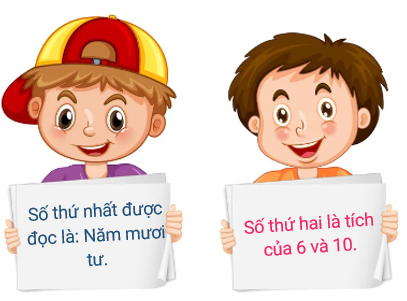 Số thứ nhất được
đọc là: Năm mươi
tư.
Số thứ hai là tích
của 6 và 10.